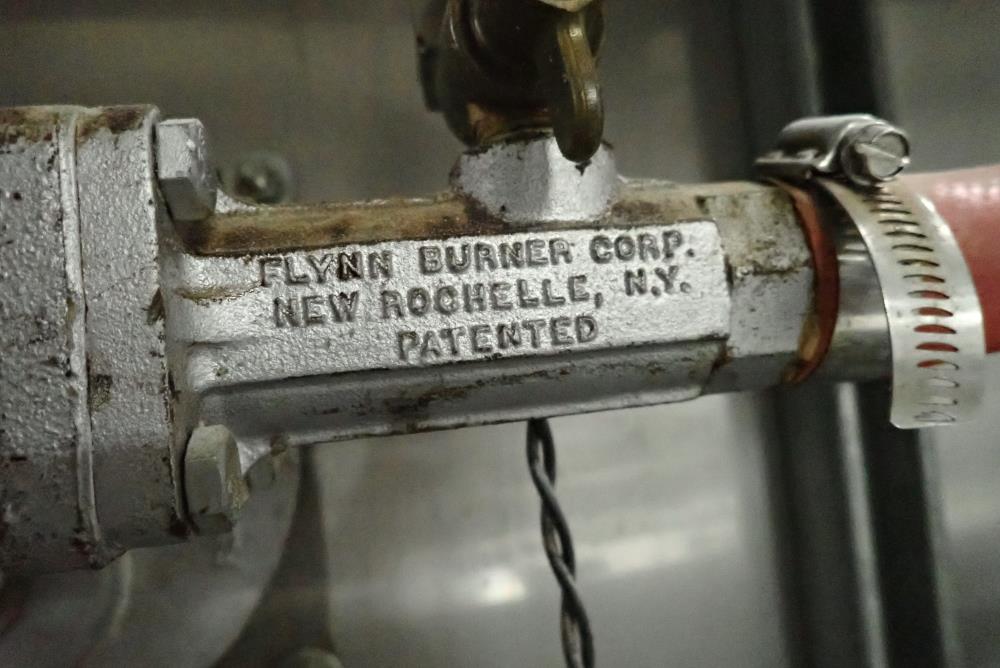 FLYNN BURNER CORP.
NEW ROCHELLE, N.Y.
PATENTED